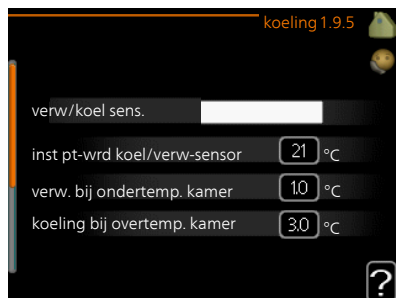 koeling 1.9.5
verw/koel sens.
inst pt-wrd koel/verw-sensor 21 °C
verw. bij ondertemp. kamer 1.0 °C
koeling bij overtemp. kamer 3.0 °C
?